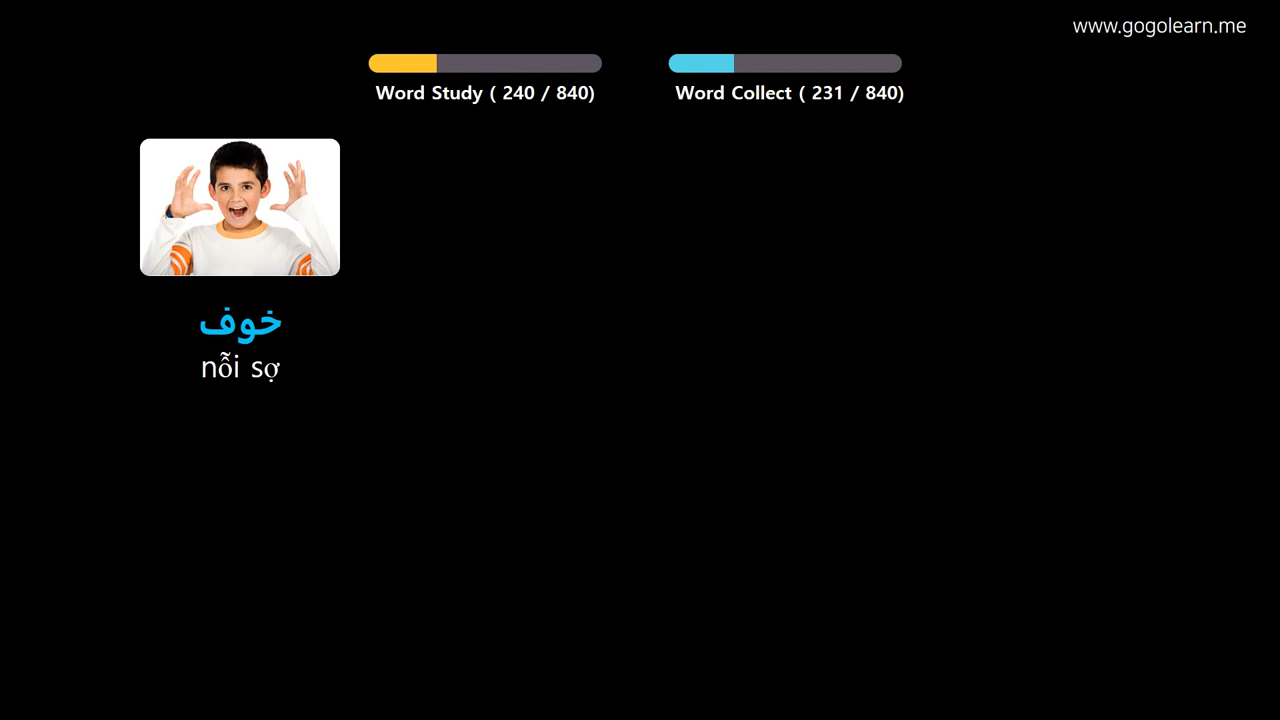 www.gogolearn.me
Word Study ( 240 / 840)
Word Collect ( 231 / 840)
خوف
nỗi sợ